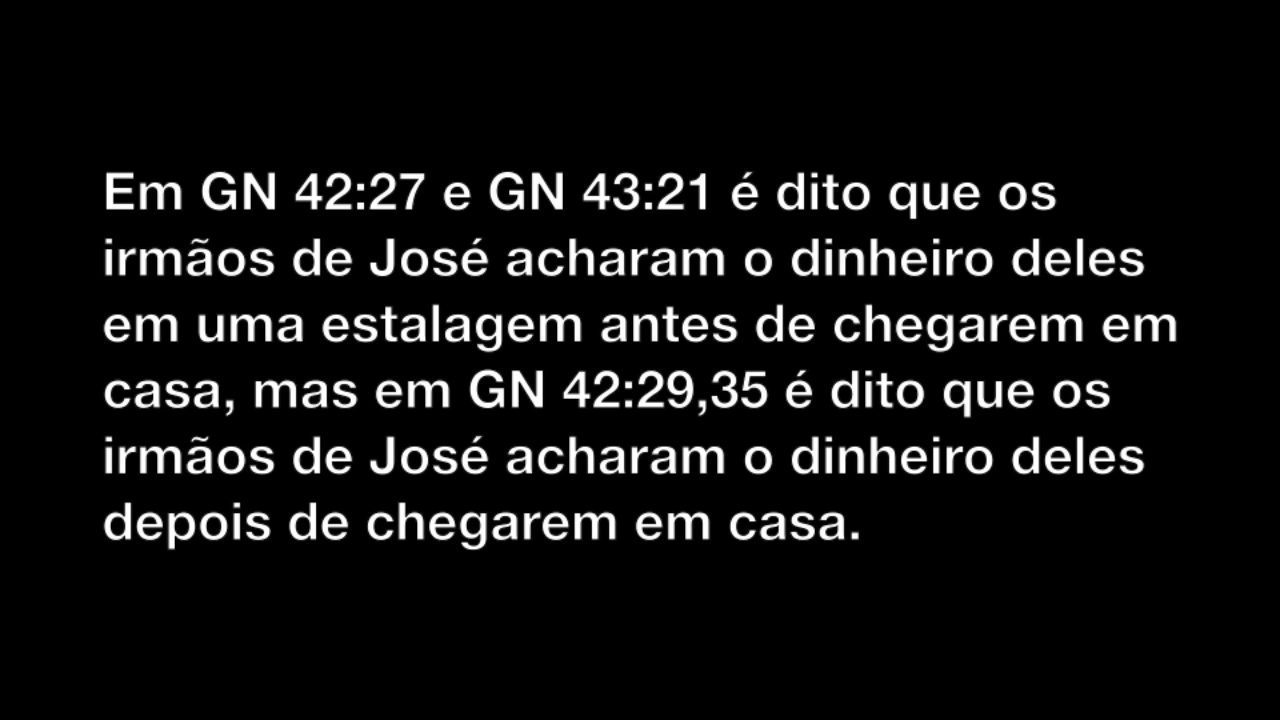 Em GN 42:27 e GN 43:21 é dito que os
irmãos de José acharam o dinheiro deles
em uma estalagem antes de chegarem em
casa, mas em GN 42:29,35 é dito que os
irmãos de José acharam o dinheiro deles
depois de chegarem em casa.